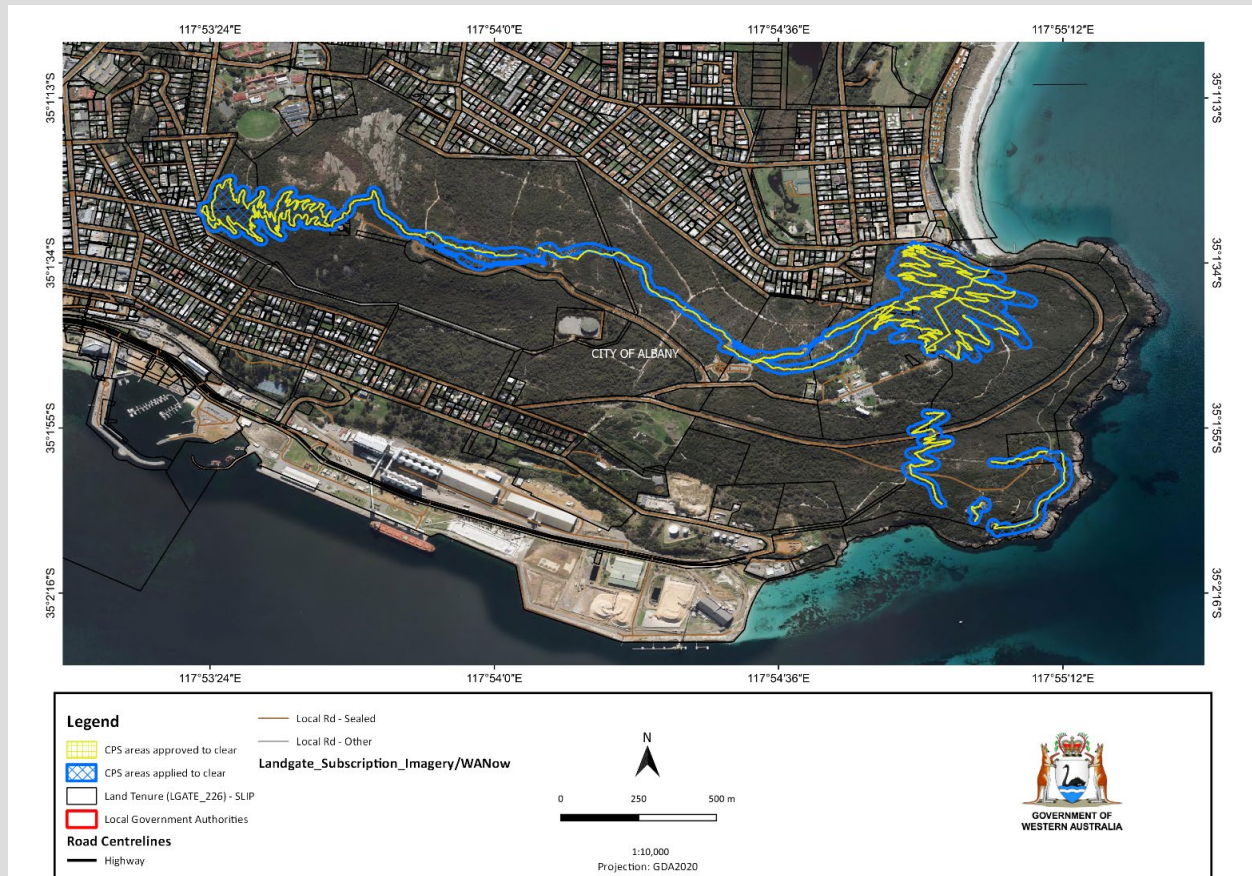 117°53'24"E
117°54'0"E
117°54'36"E
117°55'12"E
35°1'13"S
35°1'13"S
35°1'34"S
35°1'34"S
CITY OF ALBANY
35°1'55"S
35°1'55"S
35°2'16"S
35°2'16"S
117°53'24"E
117°54'0"E
117°54'36"E
117°55'12"E
Legend
CPS areas approved to clear
CPS areas applied to clear
Land Tenure (LGATE_226) - SLIP
Local Government Authorities
Road Centrelines
Highway
Local Rd - Sealed
Local Rd - Other
Landgate_Subscription_Imagery/WANow
N
0 250 500 m
1:10,000
Projection: GDA2020
GOVERNMENT OF
WESTERN AUSTRALIA